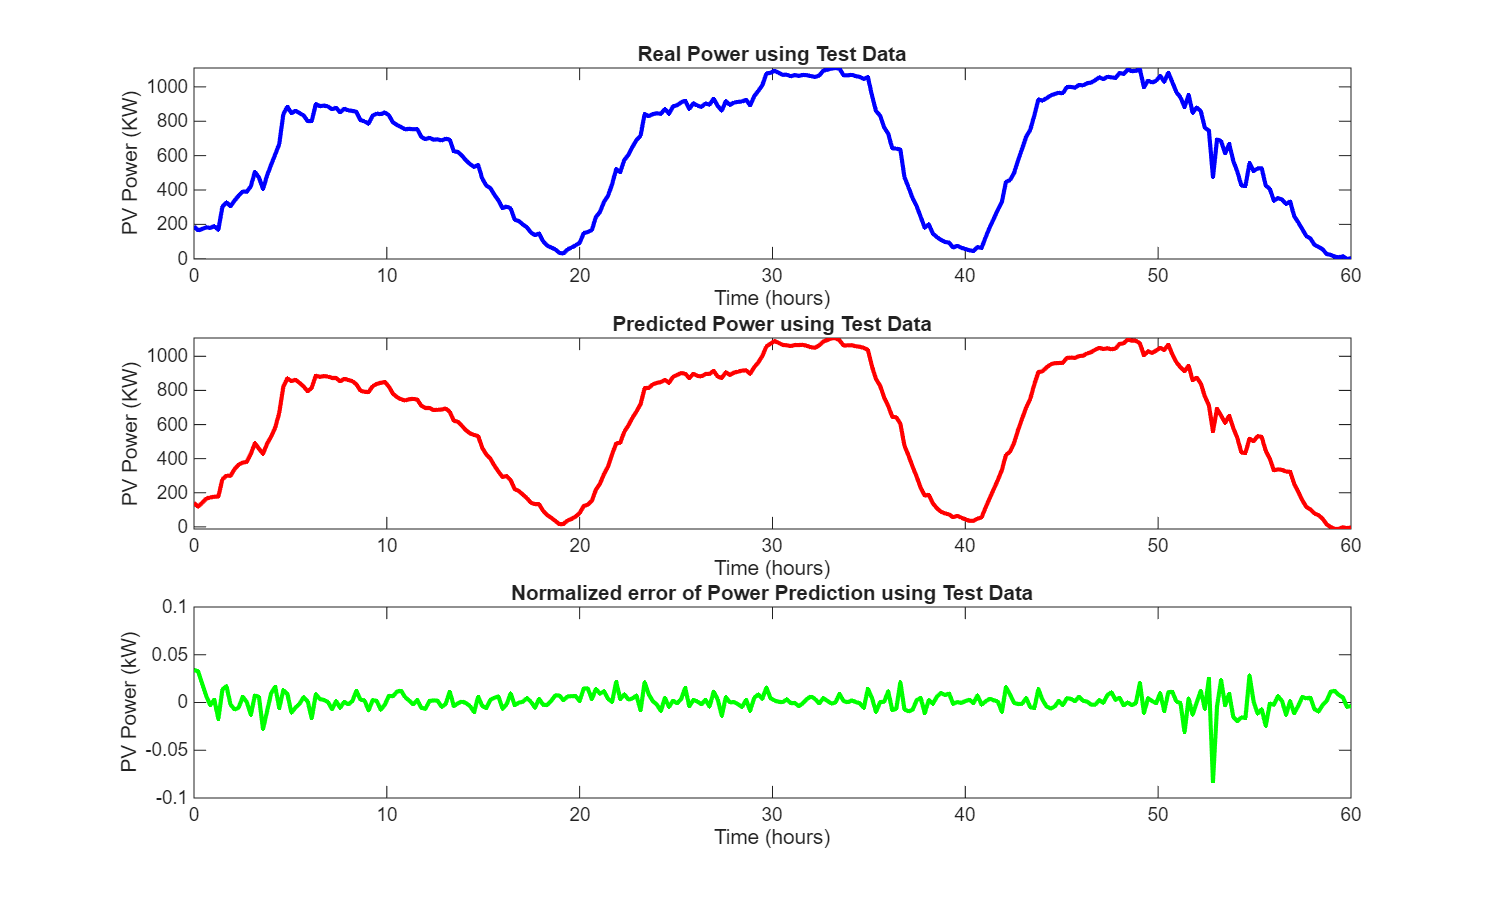 Real Power using Test Data
PV Power (KW)
1000
800
600
400
200
0
0 10 20 30 40 50 60
Time (hours)
Predicted Power using Test Data
PV Power (KW)
1000
800
600
400
200
0
0 10 20 30 40 50 60
Time (hours)
Normalized error of Power Prediction using Test Data
PV Power (kW)
0.1
0.05
0
-0.05
-0.1
0 10 20 30 40 50 60
Time (hours)